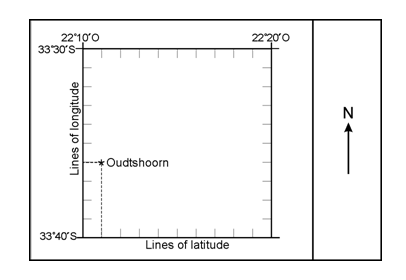 22°10'O 22°20'O
33°30'S
Lines of longitude
N
Oudtshoorn
33°40'S
Lines of latitude